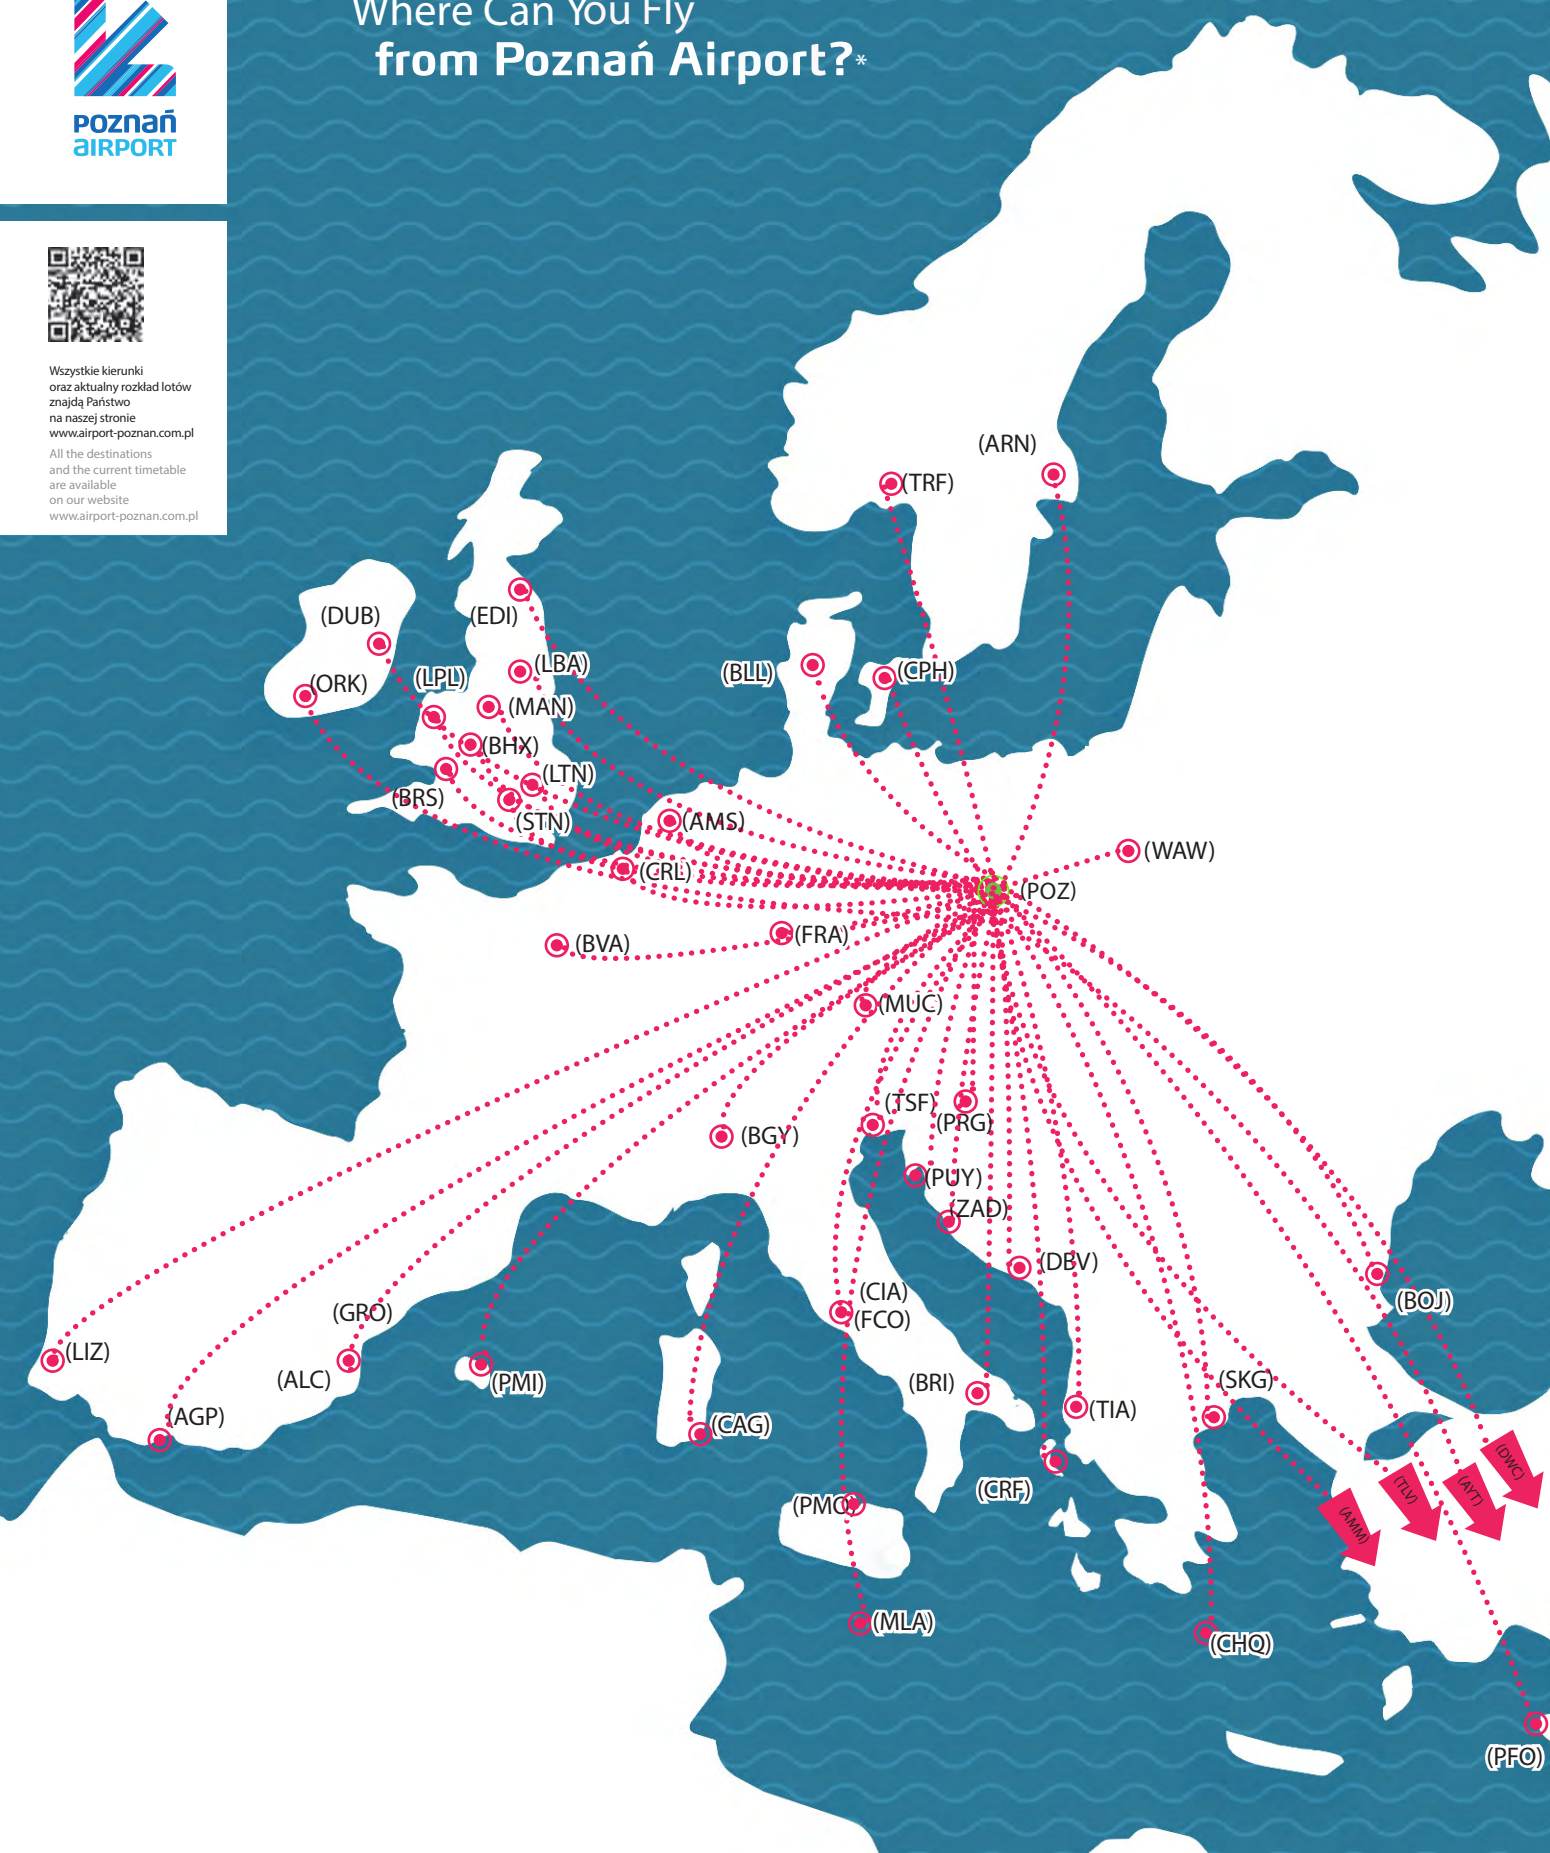 Where Can You Fly
from Poznań Airport?*
POZNAń
aIRPORT
Wszystkie kierunki
oraz aktualny rozkład lotów
znajdą Państwo
na naszej stronie
www.airport-poznan.com.pl
All the destinations
and the current timetable
are available
on our website
www.airport-poznan.com.pl
(ARN)
(TRF)
(DUB)
(EDI)
(LBA)
(BLL)
(CPH)
(ORK)
(LPL)
(MAN)
(BHX)
(LTN)
(BRS)
(STN)
(AMS)
(WAW)
(CRL)
(POZ)
(BVA)
(FRA)
(MUC)
(TSF)
(PRG)
(BGY)
(PUY)
(ZAD)
(DBV)
(CIA)
(FCO)
(BOJ)
(GRO)
(LIZ)
(ALC)
(PMI)
(BRI)
(SKG)
(AGP)
(CAG)
(TIA)
(CRF)
(PMO)
(DWC)
(AYT)
(TLV)
(AMM)
(MLA)
(CHQ)
(PFO)